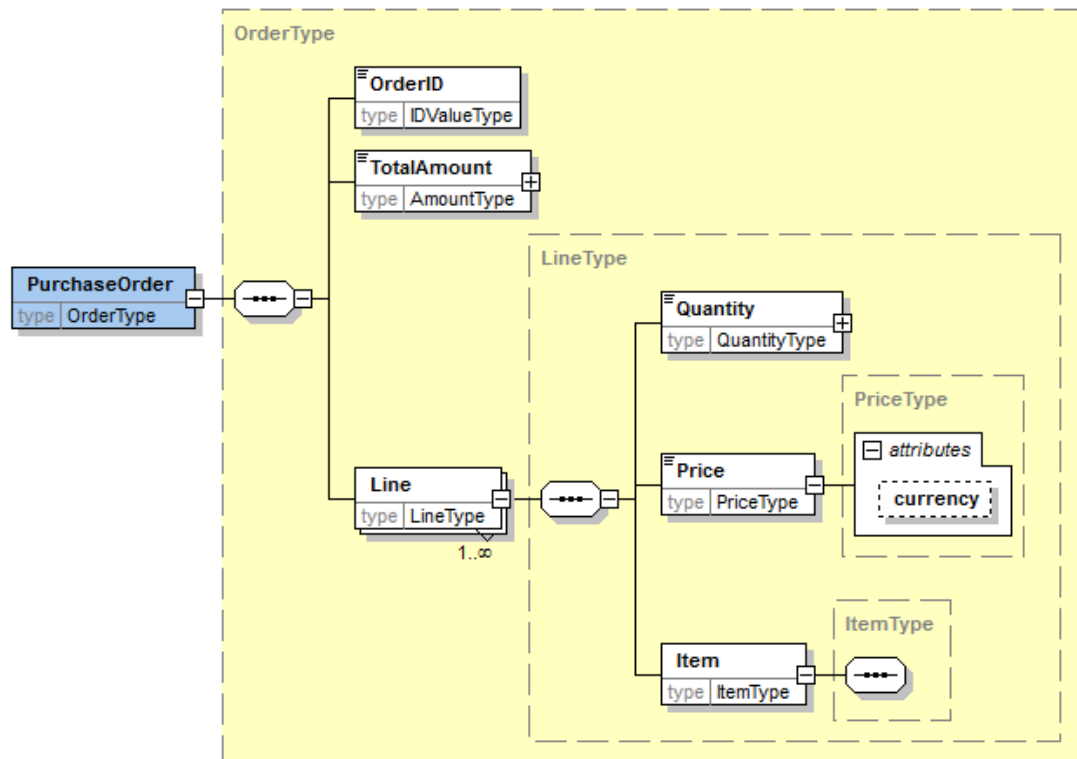 OrderType
OrderID
type IDValueType
TotalAmount
type AmountType
LineType
PurchaseOrder
type OrderType
Quantity
type QuantityType
PriceType
attributes
Price
type PriceType
currency
Line
type LineType
1..∞
ItemType
Item
type ItemType